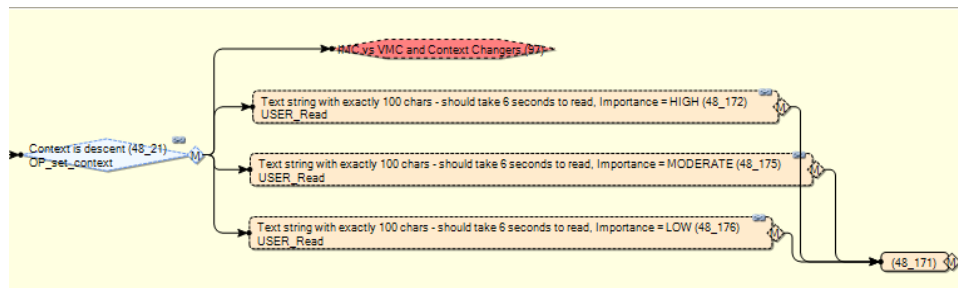 IMC vs VMC and Context Changers (97)
Text string with exactly 100 chars - should take 6 seconds to read, Importance = HIGH (48_172)
USER_Read
M
Context is descent (48_21)
OP_set_context
M
Text string with exactly 100 chars - should take 6 seconds to read, Importance = MODERATE (48_175)
USER_Read
M
Text string with exactly 100 chars - should take 6 seconds to read, Importance = LOW (48_176)
USER_Read
M
(48_171)
M